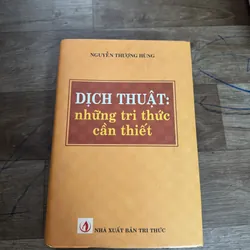 NGUYỄN THƯỢNG HÙNG
DỊCH THUẬT:
những tri thức
cần thiết
NHÀ XUẤT BẢN TRI THỨC